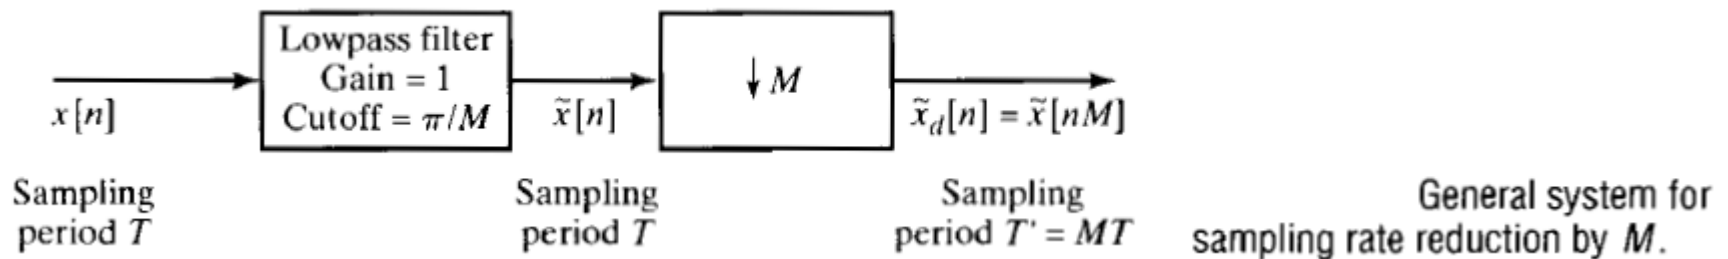 Lowpass filter
Gain = 1
Cutoff = π/M
↓ M
x[n]
x̃[n]
x̃_d[n] = x̃[nM]
Sampling
period T
Sampling
period T
Sampling
period T' = MT
General system for
sampling rate reduction by M.